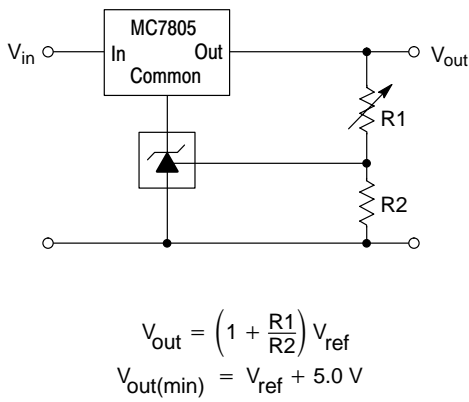 MC7805
V_in
In
Out
V_out
Common
R1
R2
V_out = (1 + R1/R2) V_ref
V_out(min) = V_ref + 5.0 V